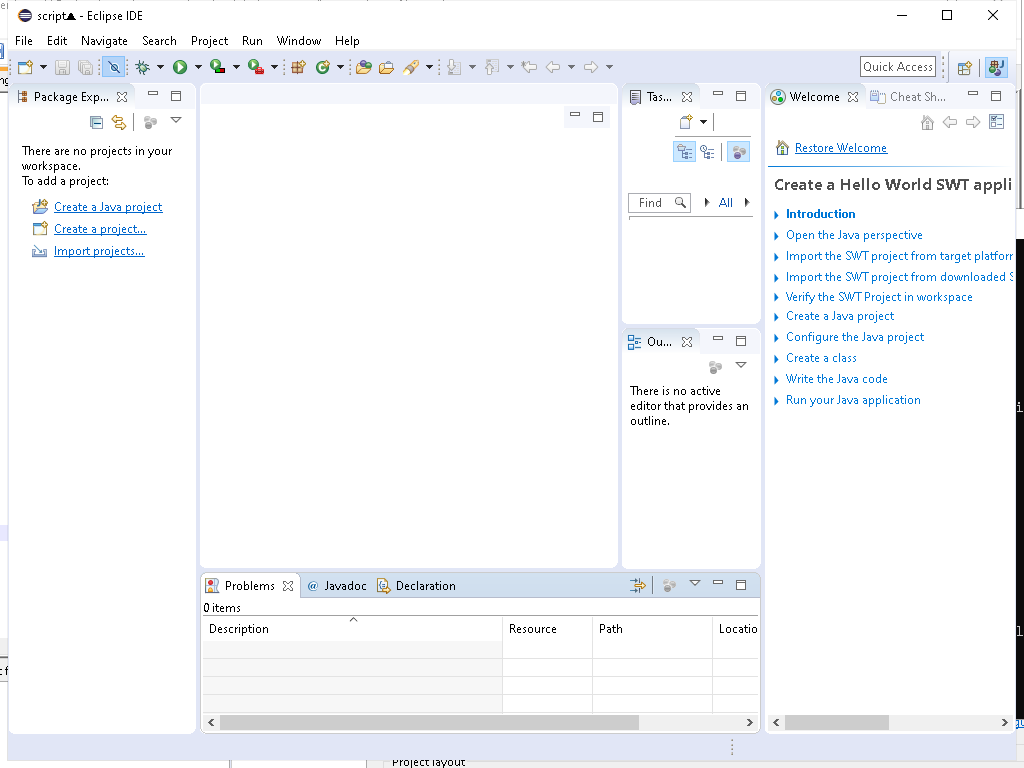 script▲ - Eclipse IDE
File Edit Navigate Search Project Run Window Help
Quick Access
Package Exp...
There are no projects in your
workspace.
To add a project:
Create a Java project
Create a project...
Import projects...
Tas...
Find
All
Ou...
There is no active
editor that provides an
outline.
Welcome
Cheat Sh...
Restore Welcome
Create a Hello World SWT appli
Introduction
Open the Java perspective
Import the SWT project from target platforn
Import the SWT project from downloaded S
Verify the SWT Project in workspace
Create a Java project
Configure the Java project
Create a class
Write the Java code
Run your Java application
Problems @ Javadoc Declaration
0 items
Description Resource Path Locatio
Project layout